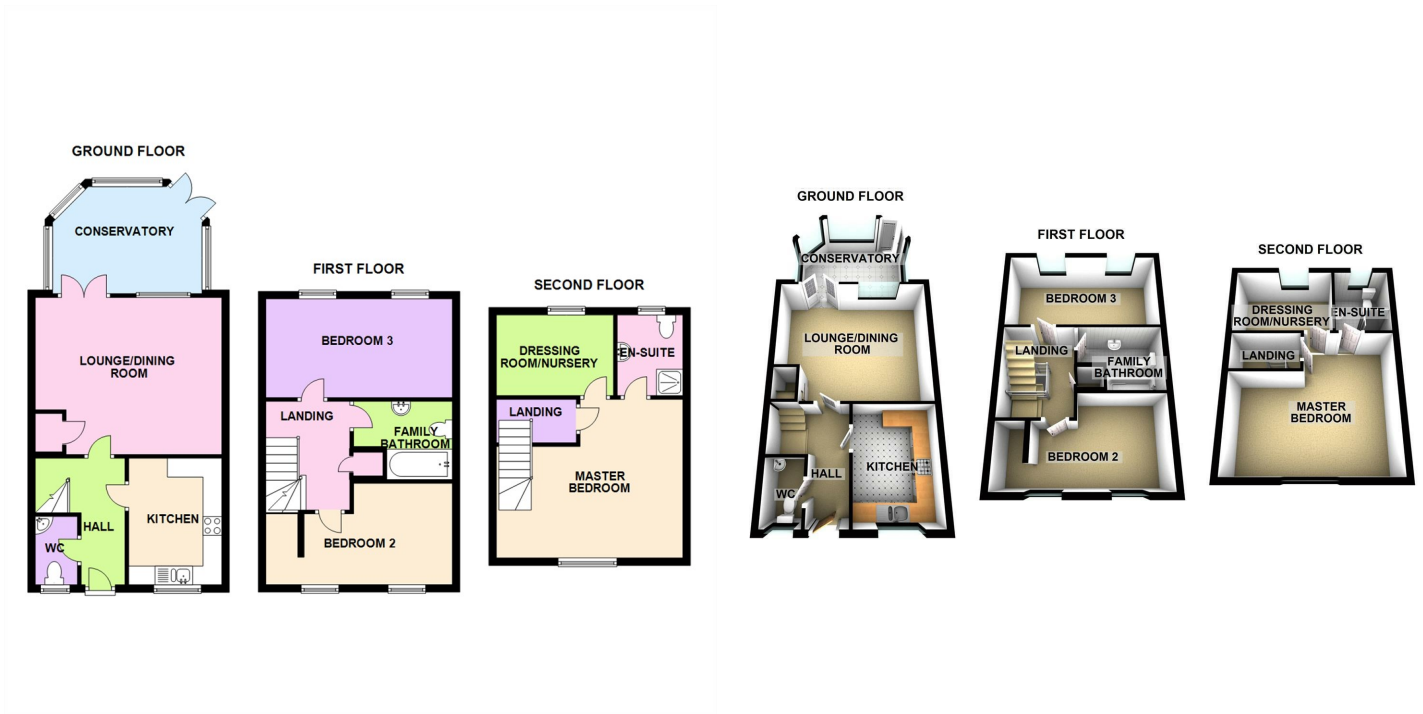 GROUND FLOOR
CONSERVATORY
LOUNGE/DINING
ROOM
HALL
KITCHEN
WC
FIRST FLOOR
BEDROOM 3
LANDING
FAMILY
BATHROOM
BEDROOM 2
SECOND FLOOR
DRESSING
ROOM/NURSERY
EN-SUITE
LANDING
MASTER
BEDROOM
GROUND FLOOR
CONSERVATORY
LOUNGE/DINING
ROOM
HALL
KITCHEN
WC
FIRST FLOOR
BEDROOM 3
LANDING
FAMILY
BATHROOM
BEDROOM 2
SECOND FLOOR
DRESSING
ROOM/NURSERY
EN-SUITE
LANDING
MASTER
BEDROOM